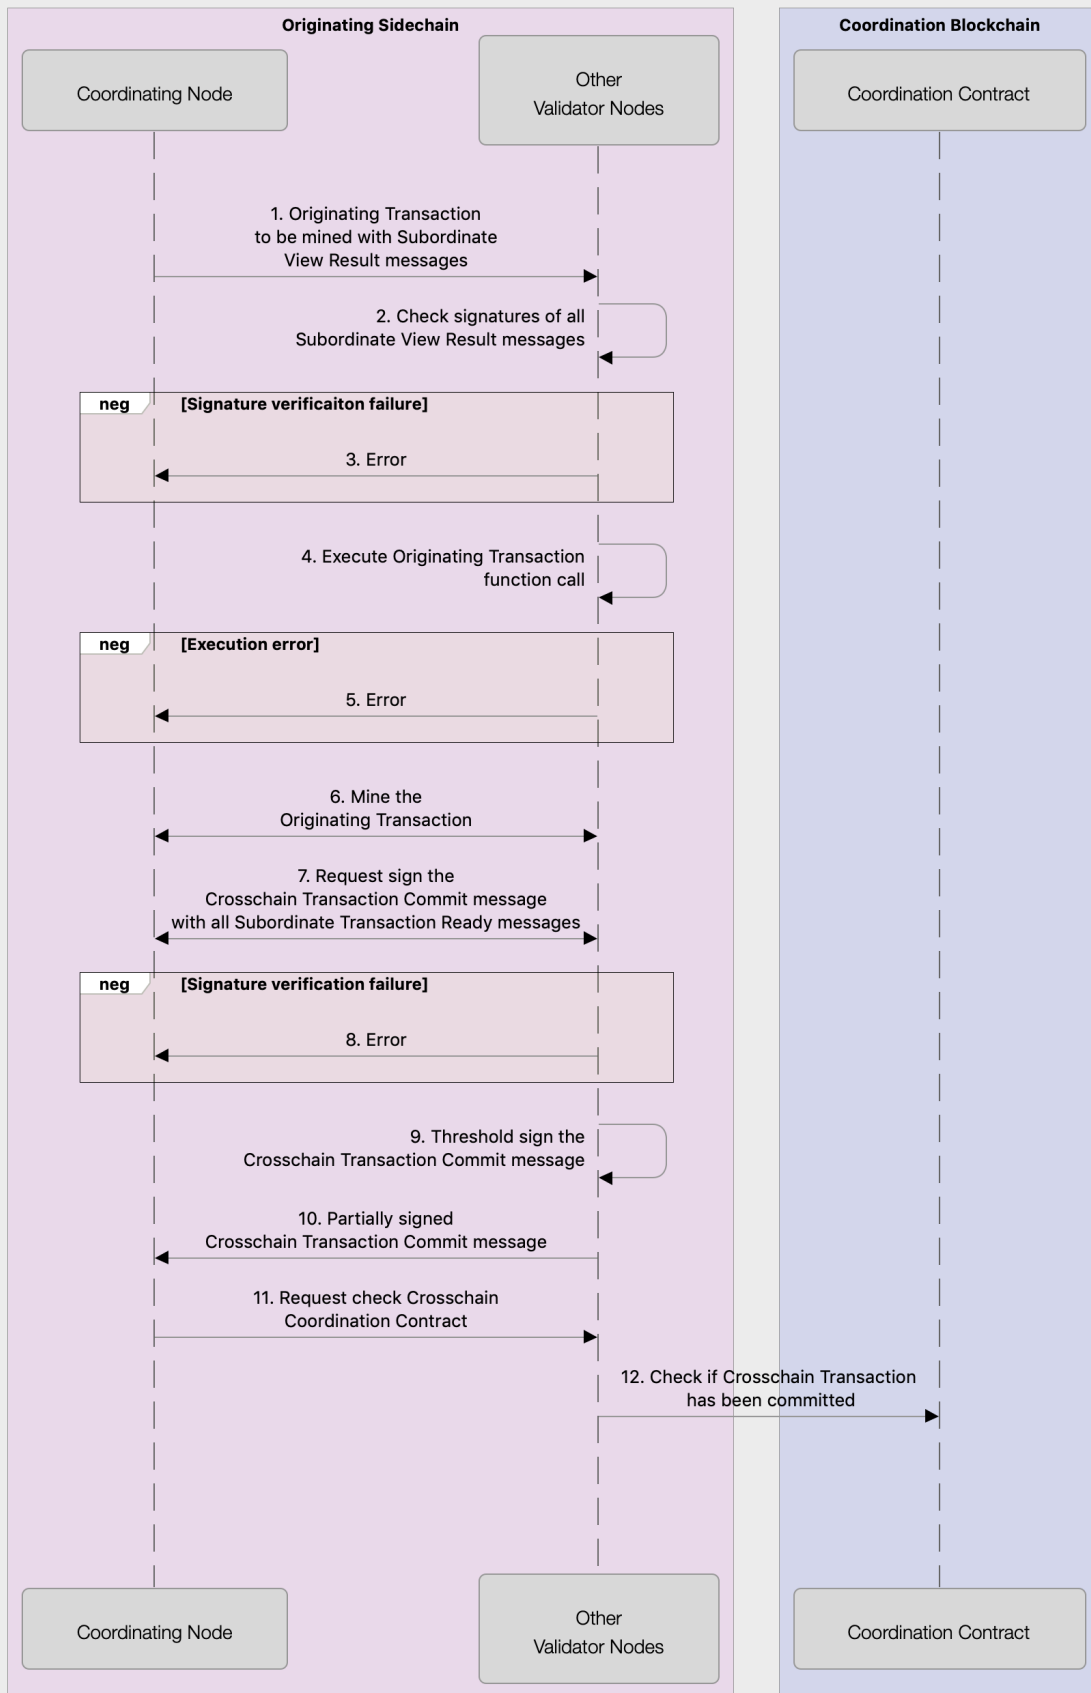 Originating Sidechain
Coordination Blockchain
Coordinating Node
Other
Validator Nodes
Coordination Contract
1. Originating Transaction
to be mined with Subordinate
View Result messages
2. Check signatures of all
Subordinate View Result messages
neg
[Signature verificaiton failure]
3. Error
4. Execute Originating Transaction
function call
neg
[Execution error]
5. Error
6. Mine the
Originating Transaction
7. Request sign the
Crosschain Transaction Commit message
with all Subordinate Transaction Ready messages
neg
[Signature verification failure]
8. Error
9. Threshold sign the
Crosschain Transaction Commit message
10. Partially signed
Crosschain Transaction Commit message
11. Request check Crosschain
Coordination Contract
12. Check if Crosschain Transaction
has been committed
Coordinating Node
Other
Validator Nodes
Coordination Contract